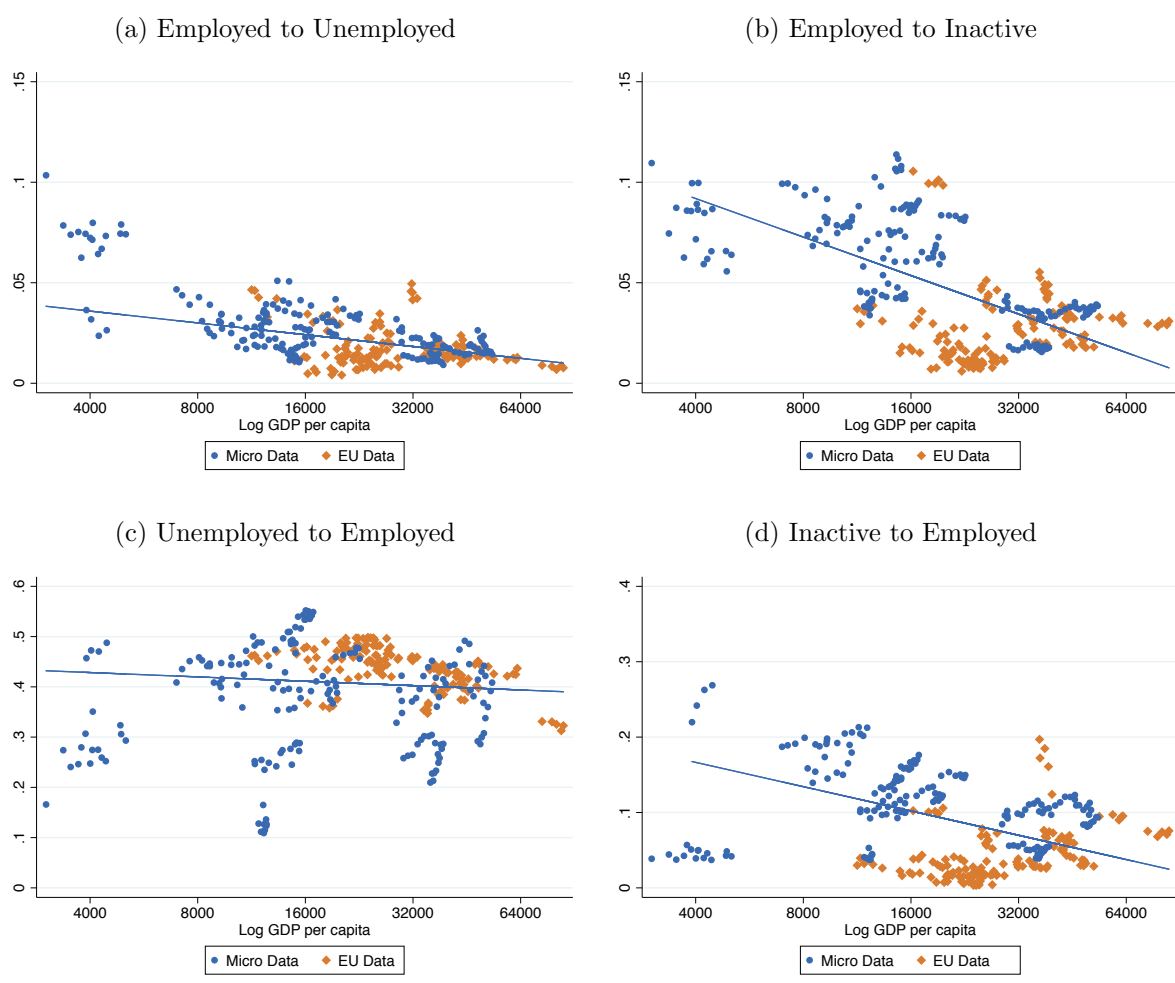 (a) Employed to Unemployed
.15
.1
.05
0
4000 8000 16000 32000 64000
Log GDP per capita
Micro Data EU Data
(b) Employed to Inactive
.15
.1
.05
0
4000 8000 16000 32000 64000
Log GDP per capita
Micro Data EU Data
(c) Unemployed to Employed
.6
.5
.4
.3
.2
.1
0
4000 8000 16000 32000 64000
Log GDP per capita
Micro Data EU Data
(d) Inactive to Employed
.4
.3
.2
.1
0
4000 8000 16000 32000 64000
Log GDP per capita
Micro Data EU Data